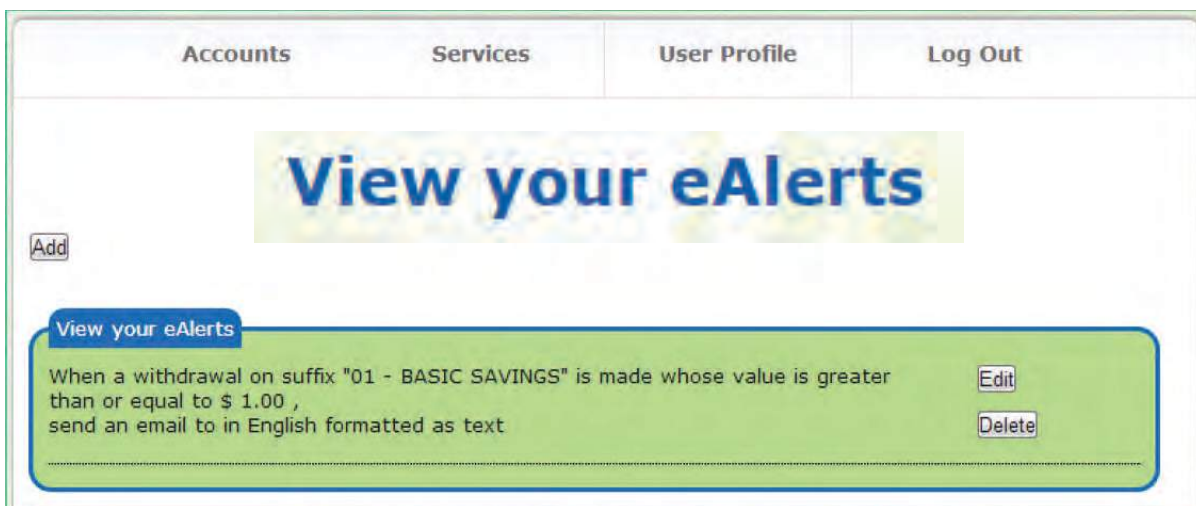 Accounts Services User Profile Log Out
View your eAlerts
Add
View your eAlerts
When a withdrawal on suffix "01 - BASIC SAVINGS" is made whose value is greater
than or equal to $ 1.00 ,
send an email to in English formatted as text
Edit
Delete